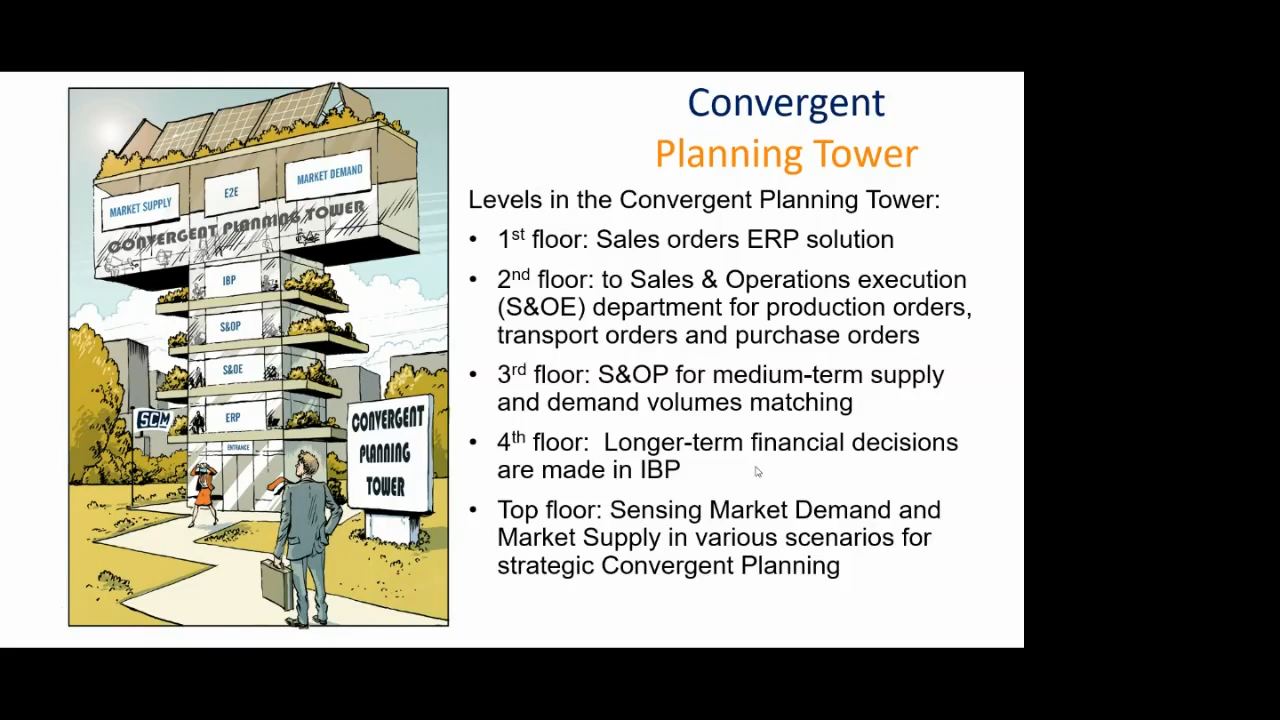 MARKET SUPPLY
E2E
MARKET DEMAND
CONVERGENT PLANNING TOWER
IBP
S&OP
S&OE
ERP
ENTRANCE
SCM
CONVERGENT
PLANNING
TOWER
Convergent
Planning Tower
Levels in the Convergent Planning Tower:
• 1st floor: Sales orders ERP solution
• 2nd floor: to Sales & Operations execution
(S&OE) department for production orders,
transport orders and purchase orders
• 3rd floor: S&OP for medium-term supply
and demand volumes matching
• 4th floor:  Longer-term financial decisions
are made in IBP
• Top floor: Sensing Market Demand and
Market Supply in various scenarios for
strategic Convergent Planning